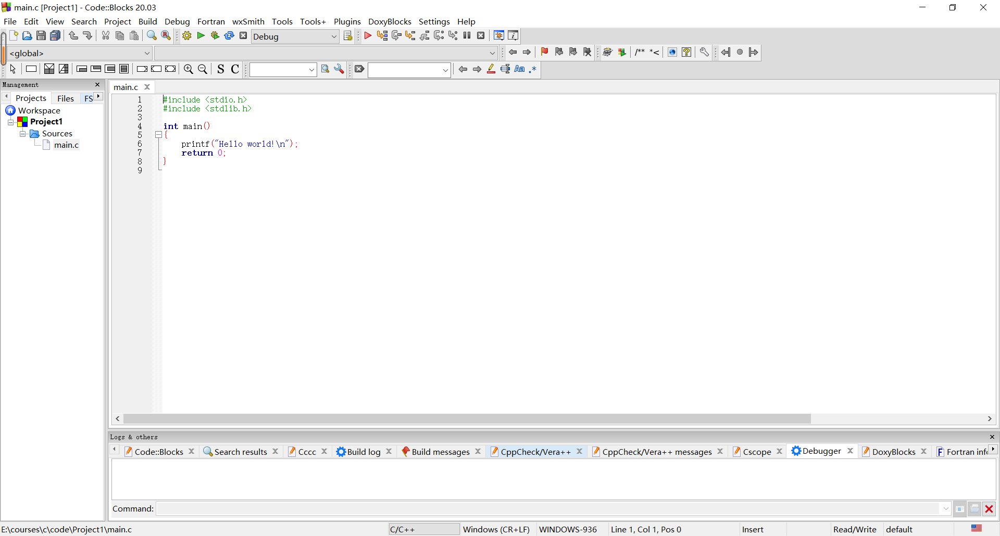 main.c [Project1] - Code::Blocks 20.03
File Edit View Search Project Build Debug Fortran wxSmith Tools Tools+ Plugins DoxyBlocks Settings Help
Debug
<global>
/** *<
S C Aa .*
Management
Projects Files FS
main.c
Workspace
Project1
Sources
main.c
1 #include <stdio.h>
2 #include <stdlib.h>
3
4 int main()
5 {
6 printf("Hello world!\n");
7 return 0;
8 }
9
Logs & others
Code::Blocks Search results Cccc Build log Build messages CppCheck/Vera++ CppCheck/Vera++ messages Cscope Debugger DoxyBlocks Fortran info
Command:
E:\courses\c\code\Project1\main.c C/C++ Windows (CR+LF) WINDOWS-936 Line 1, Col 1, Pos 0 Insert Read/Write default